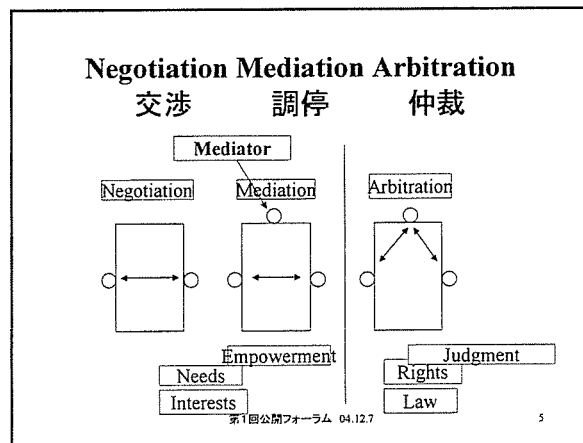 Negotiation Mediation Arbitration
交渉 調停 仲裁
Mediator
Negotiation Mediation Arbitration
Empowerment Judgment
Needs Rights
Interests Law
第1回公開フォーラム 04.12.7 5